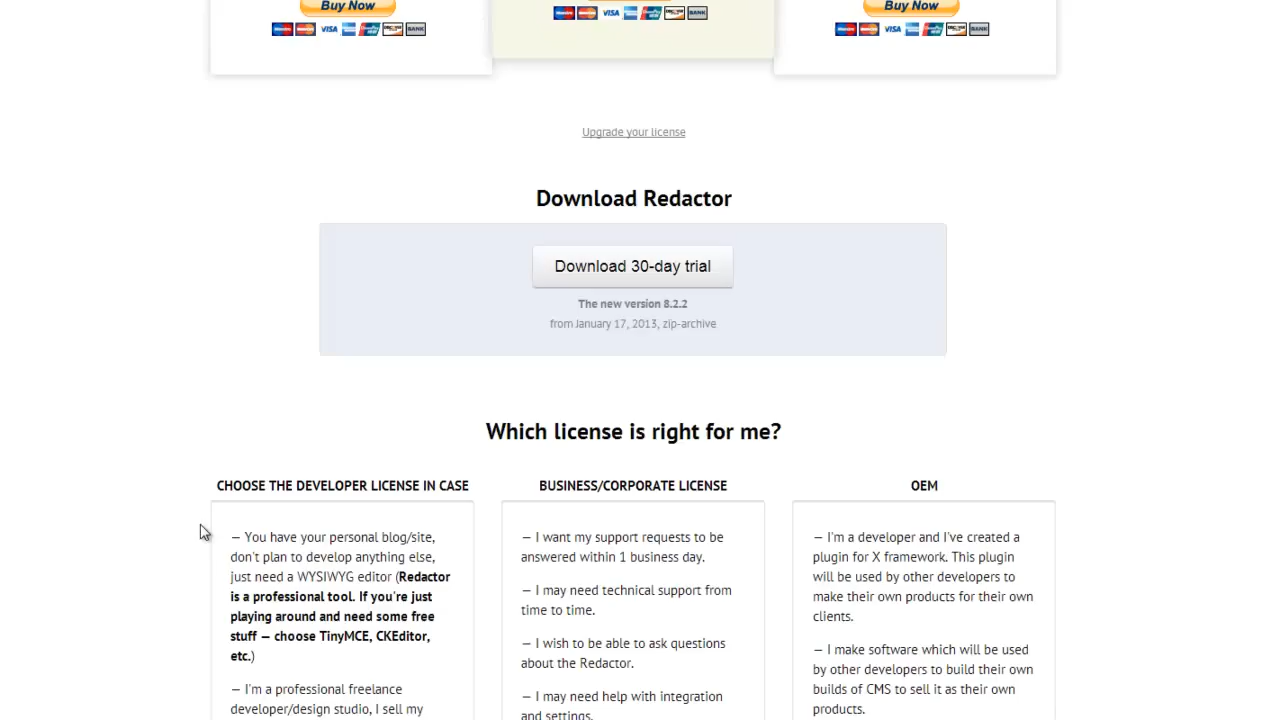 Buy Now
Buy Now
VISA
BANK
VISA
BANK
VISA
BANK
Upgrade your license
Download Redactor
Download 30-day trial
The new version 8.2.2
from January 17, 2013, zip-archive
Which license is right for me?
CHOOSE THE DEVELOPER LICENSE IN CASE
— You have your personal blog/site,
don't plan to develop anything else,
just need a WYSIWYG editor (Redactor
is a professional tool. If you're just
playing around and need some free
stuff — choose TinyMCE, CKEditor,
etc.)
— I'm a professional freelance
developer/design studio, I sell my
BUSINESS/CORPORATE LICENSE
— I want my support requests to be
answered within 1 business day.
— I may need technical support from
time to time.
— I wish to be able to ask questions
about the Redactor.
— I may need help with integration
and settings.
OEM
— I'm a developer and I've created a
plugin for X framework. This plugin
will be used by other developers to
make their own products for their own
clients.
— I make software which will be used
by other developers to build their own
builds of CMS to sell it as their own
products.